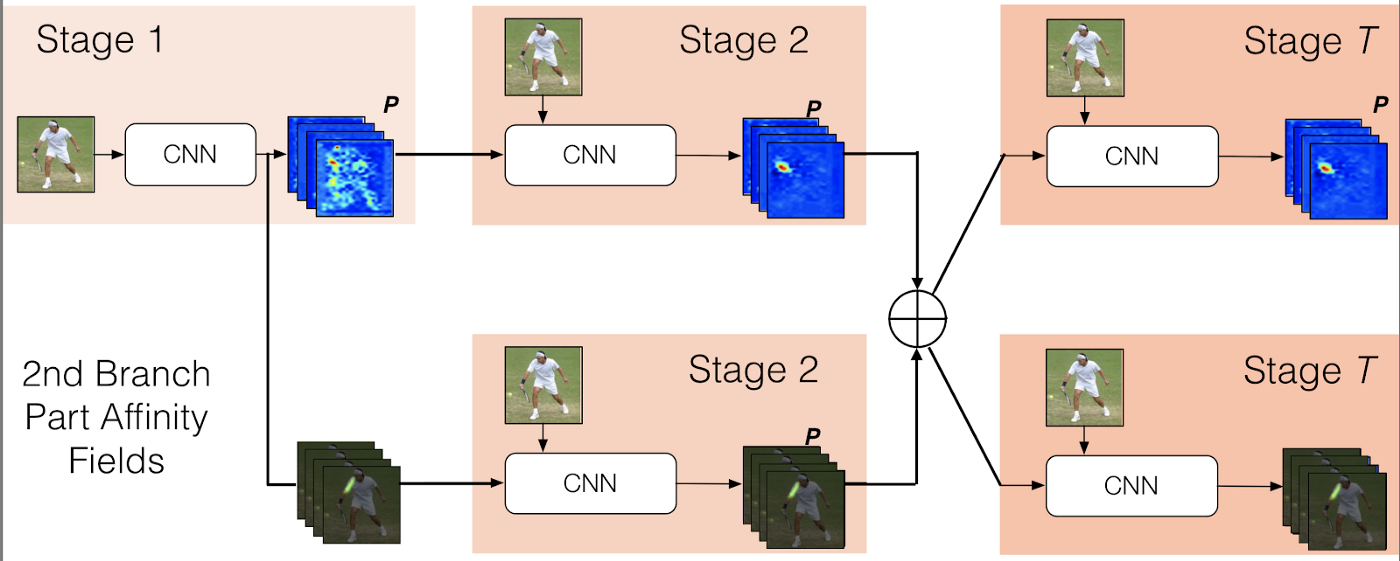 Stage 1
P
CNN
Stage 2
P
CNN
Stage T
P
CNN
2nd Branch
Part Affinity
Fields
Stage 2
P
CNN
Stage T
CNN